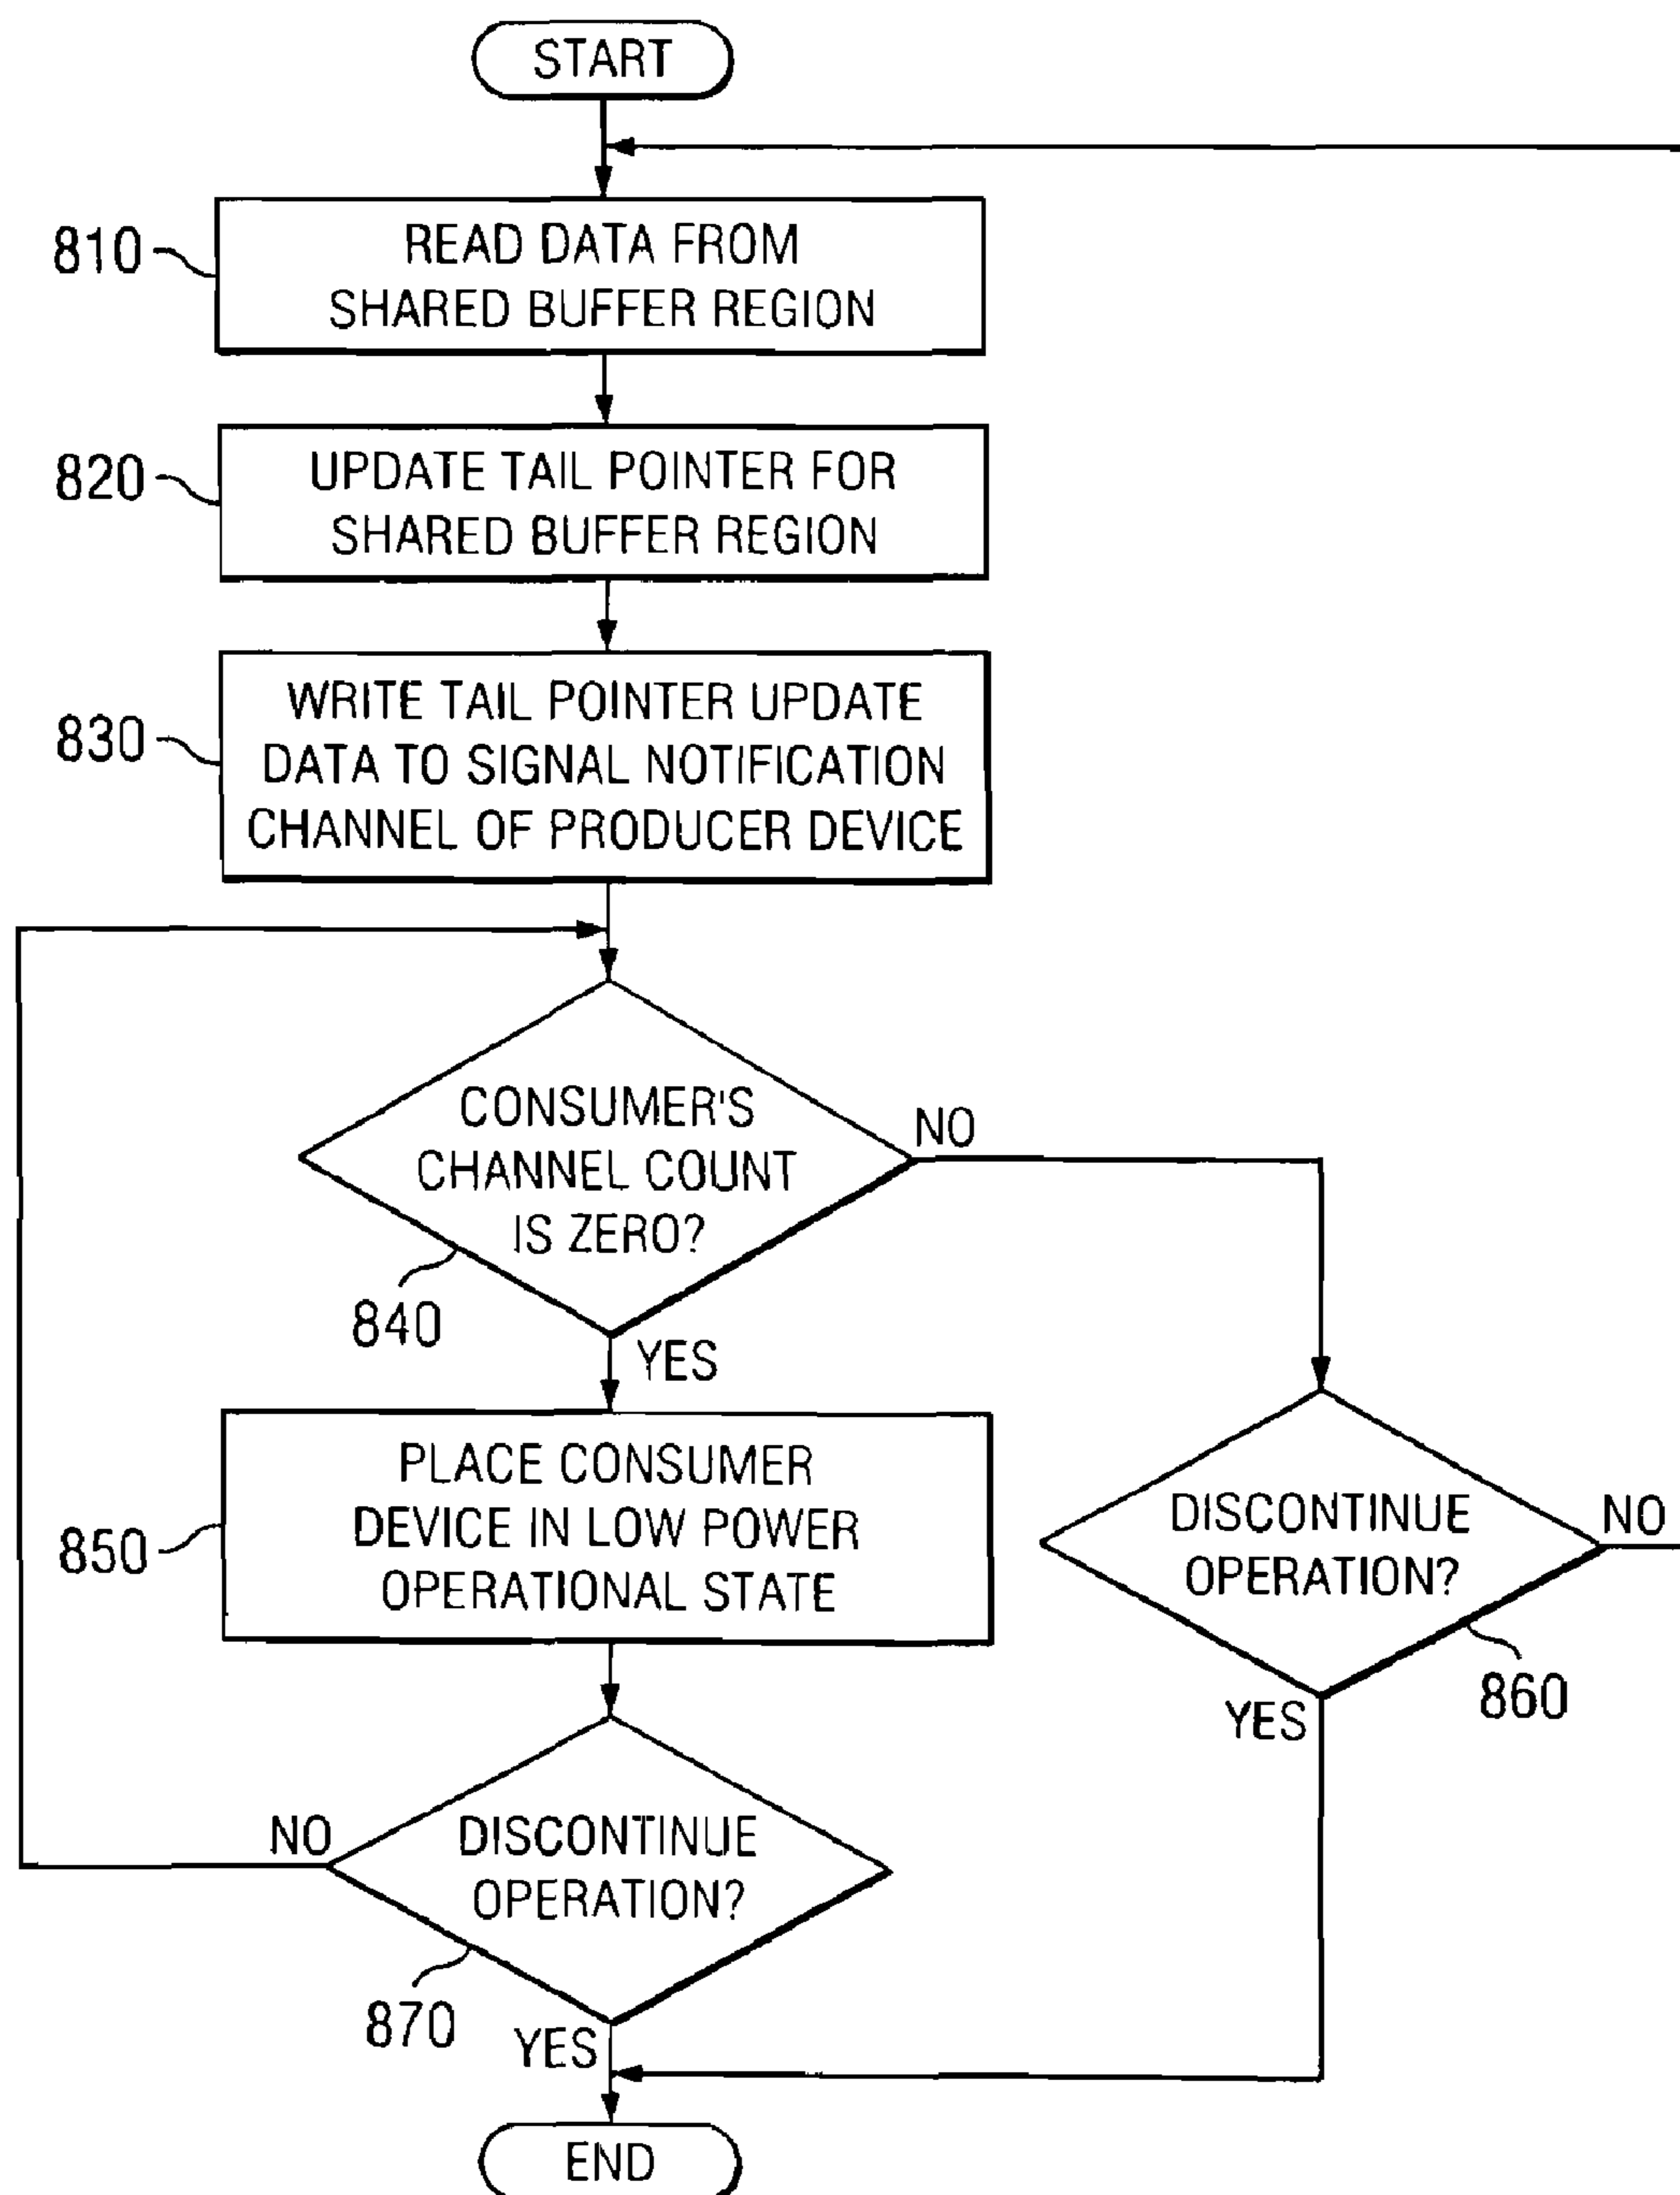 START
810
READ DATA FROM
SHARED BUFFER REGION
820
UPDATE TAIL POINTER FOR
SHARED BUFFER REGION
830
WRITE TAIL POINTER UPDATE
DATA TO SIGNAL NOTIFICATION
CHANNEL OF PRODUCER DEVICE
CONSUMER'S
CHANNEL COUNT
IS ZERO?
NO
840
YES
850
PLACE CONSUMER
DEVICE IN LOW POWER
OPERATIONAL STATE
DISCONTINUE
OPERATION?
NO
860
YES
NO
DISCONTINUE
OPERATION?
870
YES
END